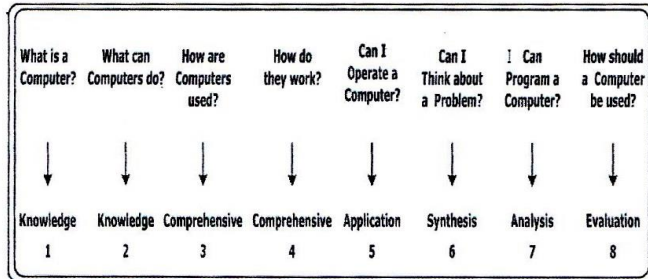 What is a
Computer?
What can
Computers do?
How are
Computers
used?
How do
they work?
Can I
Operate a
Computer?
Can I
Think about
a Problem?
I Can
Program a
Computer?
How should
a Computer
be used?
Knowledge
Knowledge
Comprehensive
Comprehensive
Application
Synthesis
Analysis
Evaluation
1
2
3
4
5
6
7
8